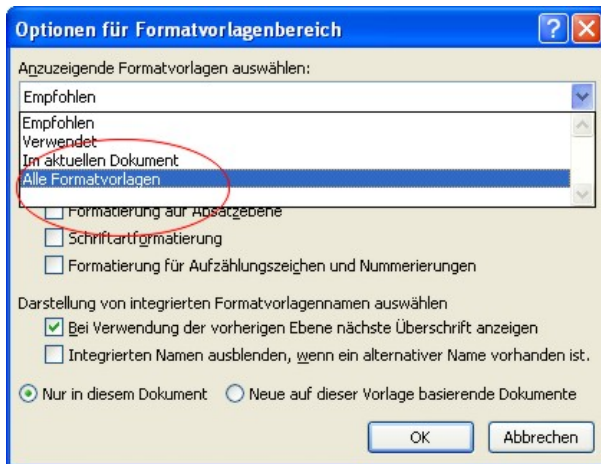 Optionen für Formatvorlagenbereich
Anzuzeigende Formatvorlagen auswählen:
Empfohlen
Empfohlen
Verwendet
Im aktuellen Dokument
Alle Formatvorlagen
Formatierung auf Absatzebene
Schriftartformatierung
Formatierung für Aufzählungszeichen und Nummerierungen
Darstellung von integrierten Formatvorlagennamen auswählen
Bei Verwendung der vorherigen Ebene nächste Überschrift anzeigen
Integrierten Namen ausblenden, wenn ein alternativer Name vorhanden ist.
Nur in diesem Dokument Neue auf dieser Vorlage basierende Dokumente
OK Abbrechen